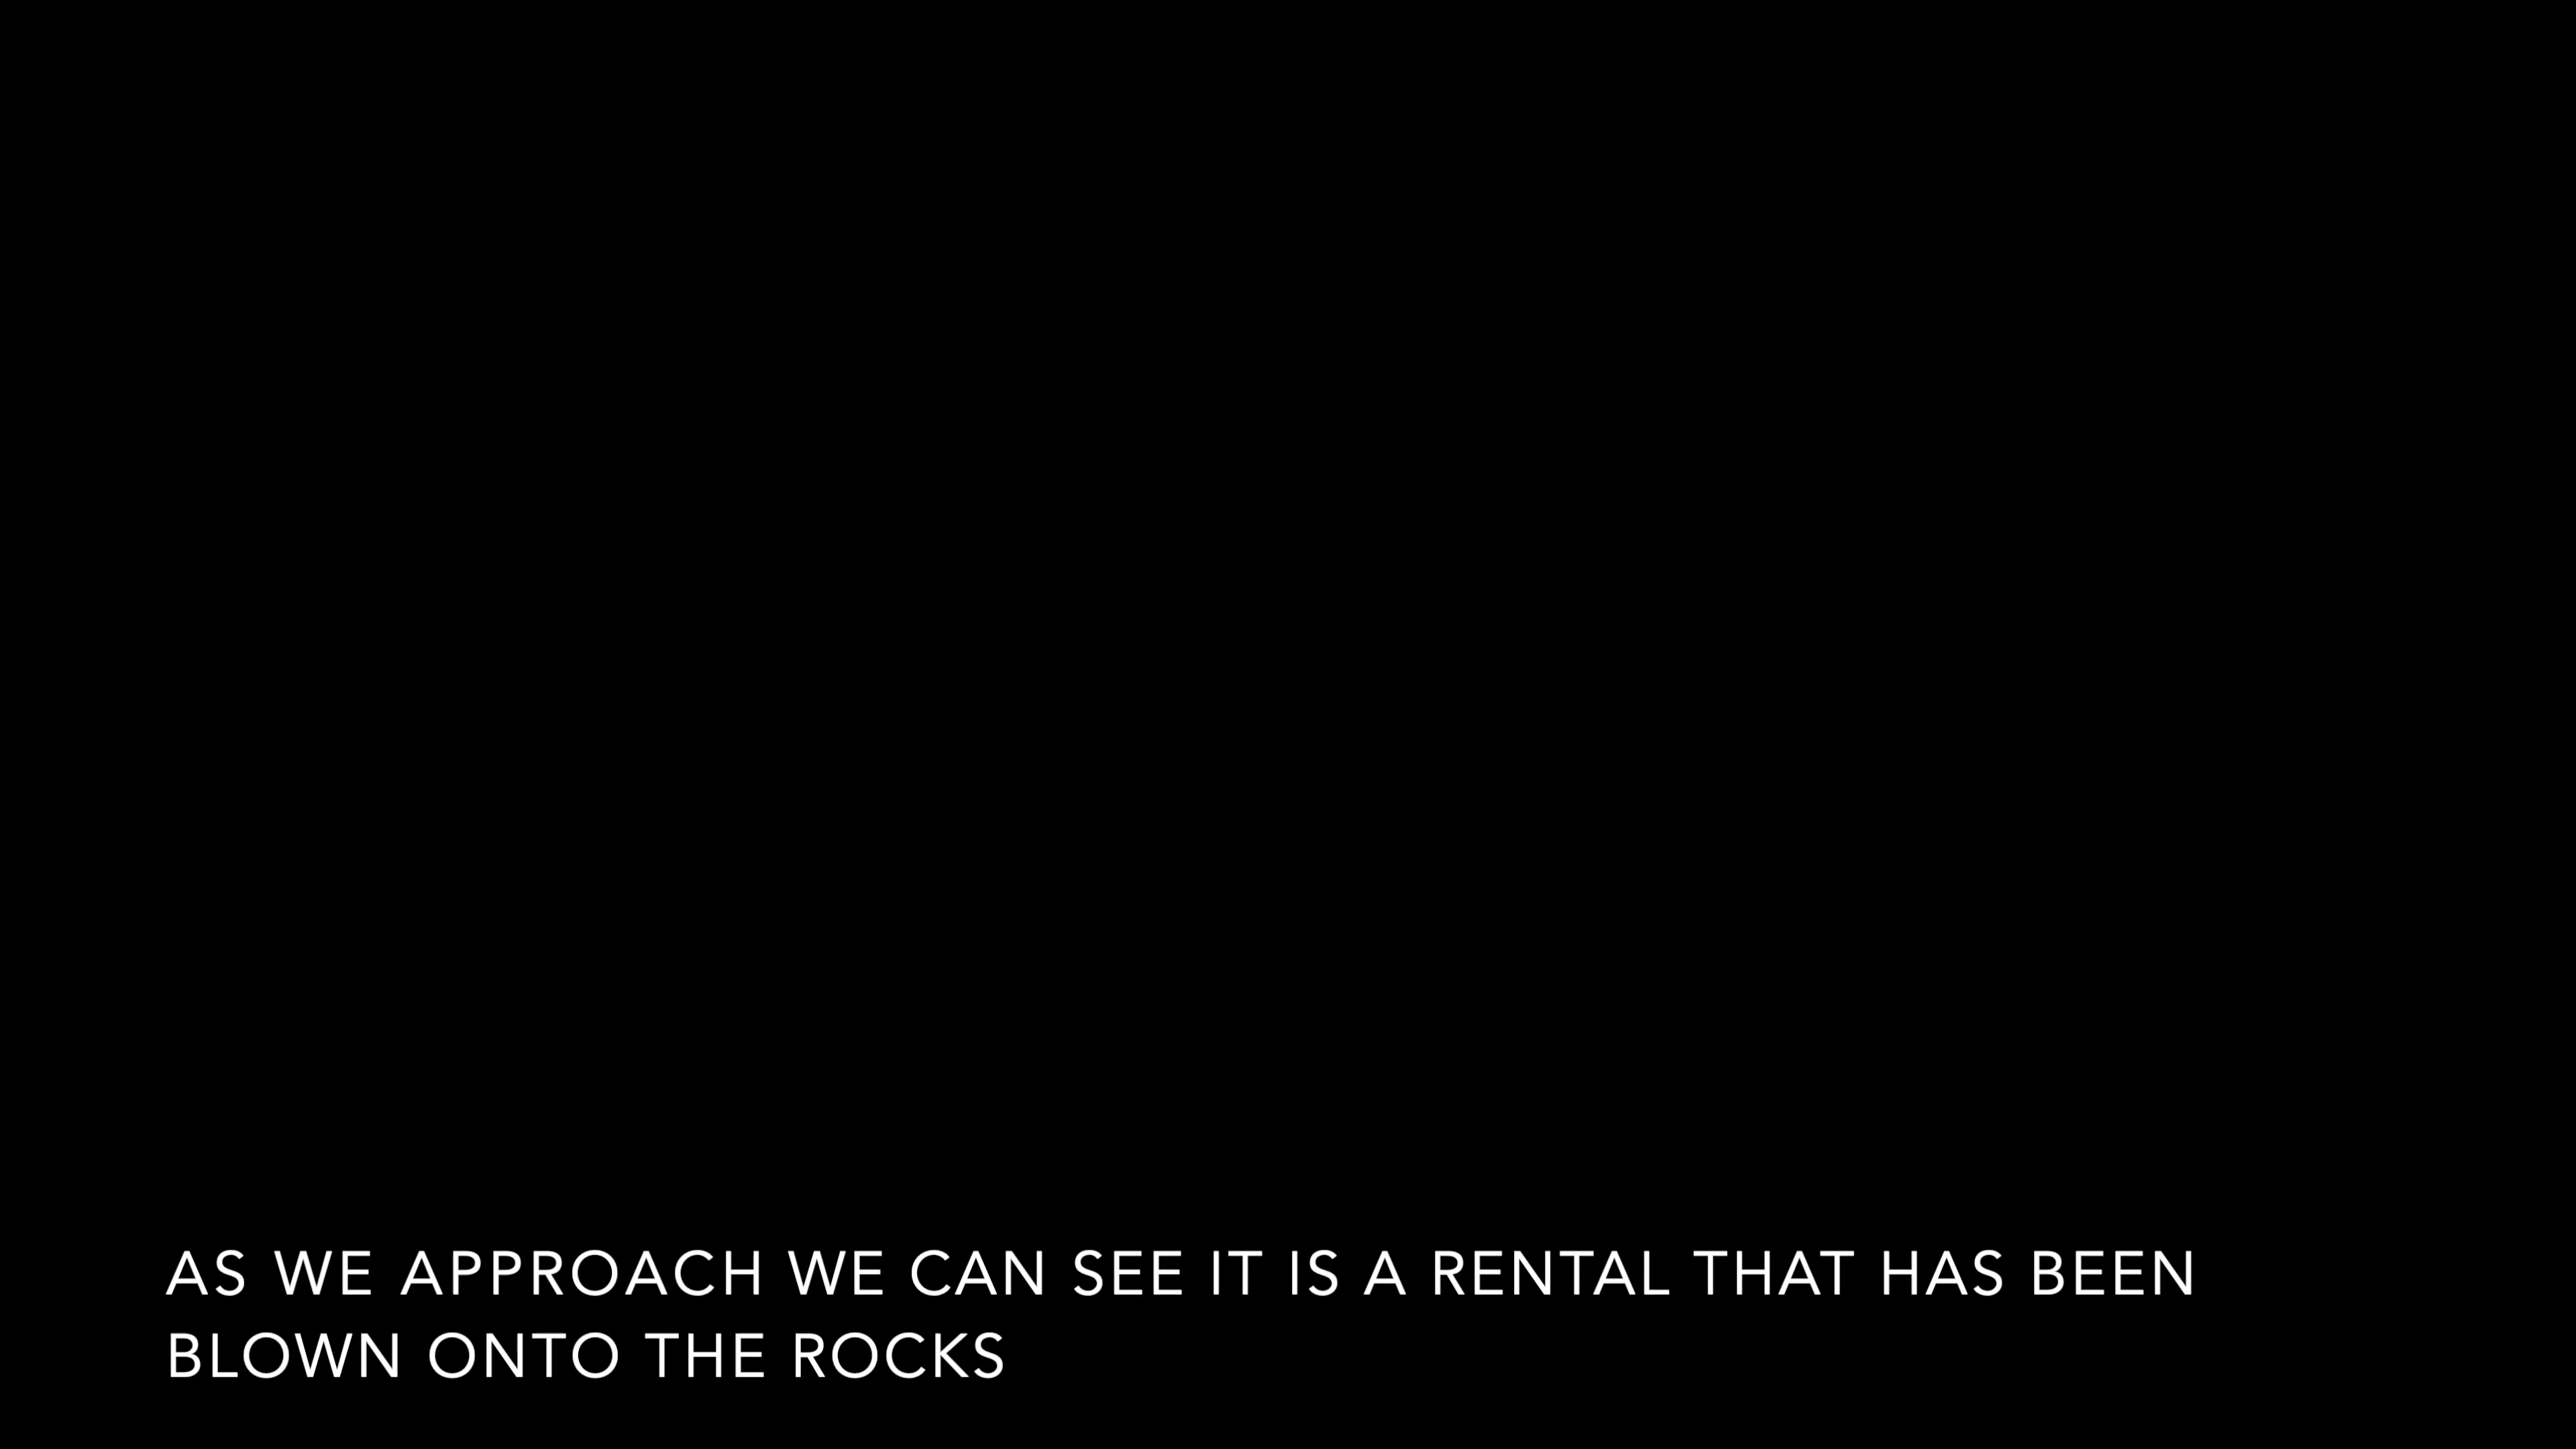 AS WE APPROACH WE CAN SEE IT IS A RENTAL THAT HAS BEEN
BLOWN ONTO THE ROCKS